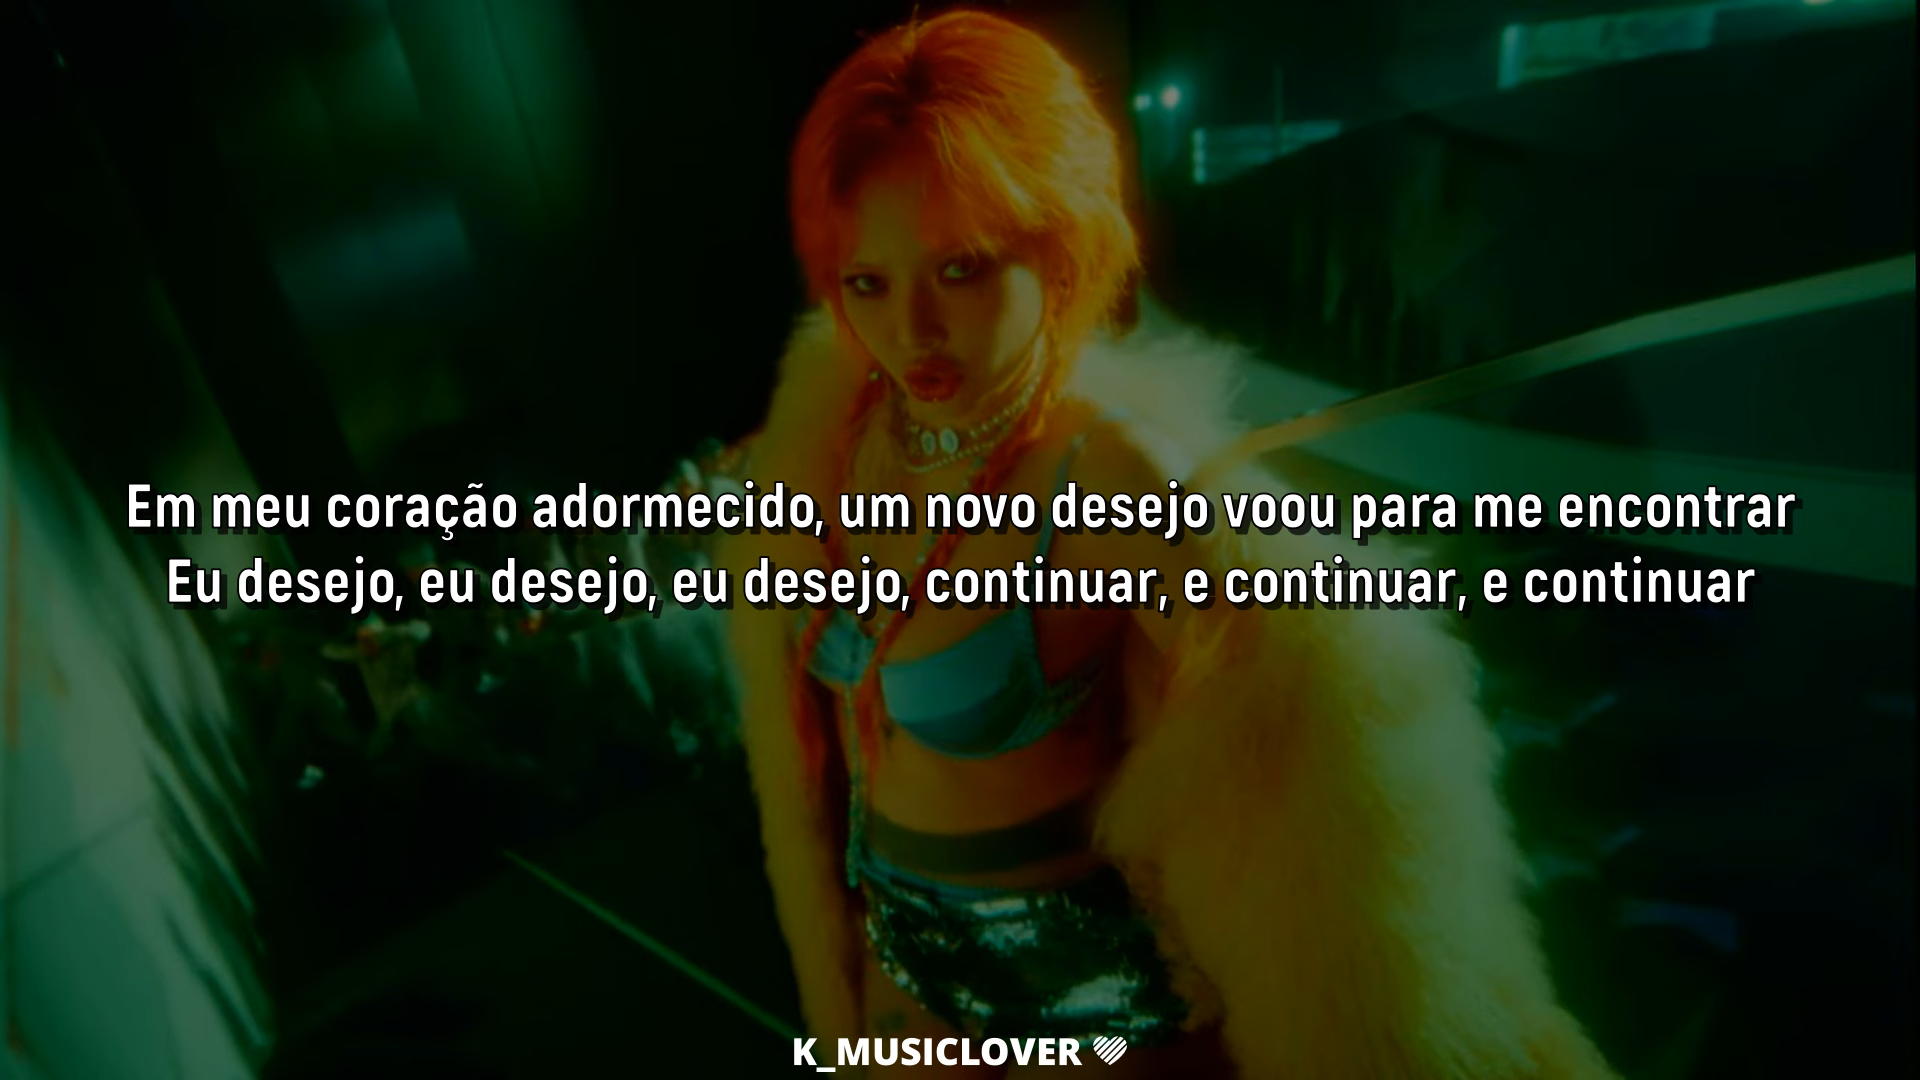 Em meu coração adormecido, um novo desejo voou para me encontrar
Eu desejo, eu desejo, eu desejo, continuar, e continuar, e continuar
K_MUSICLOVER